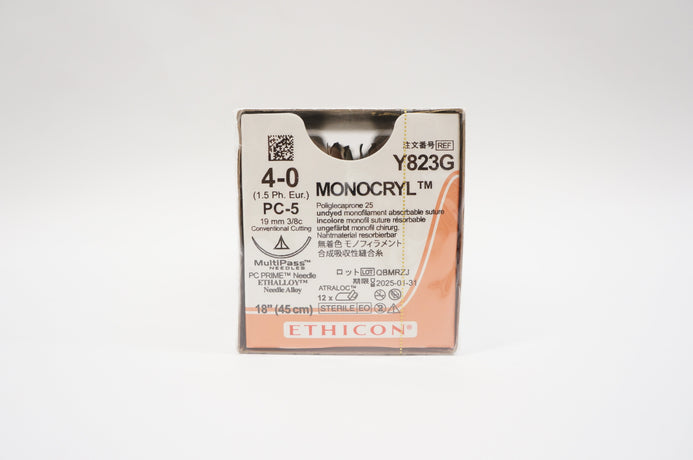 注文番号 REF
Y823G
4-0
(1.5 Ph. Eur.)
PC-5
19 mm 3/8c
Conventional Cutting
MultiPass™
NEEDLES
PC PRIME™ Needle
ETHALLOY™
Needle Alloy
18" (45 cm)
MONOCRYL™
Poliglecaprone 25
undyed monofilament absorbable suture
incolore monofil suture résorbable
ungefärbt monofil chirurg.
Nahtmaterial resorbierbar
無着色 モノフィラメント
合成吸収性縫合糸
ロット LOT QBMRZJ
期限 2025-01-31
ATRALOC™
12 x
STERILE EO
ETHICON®